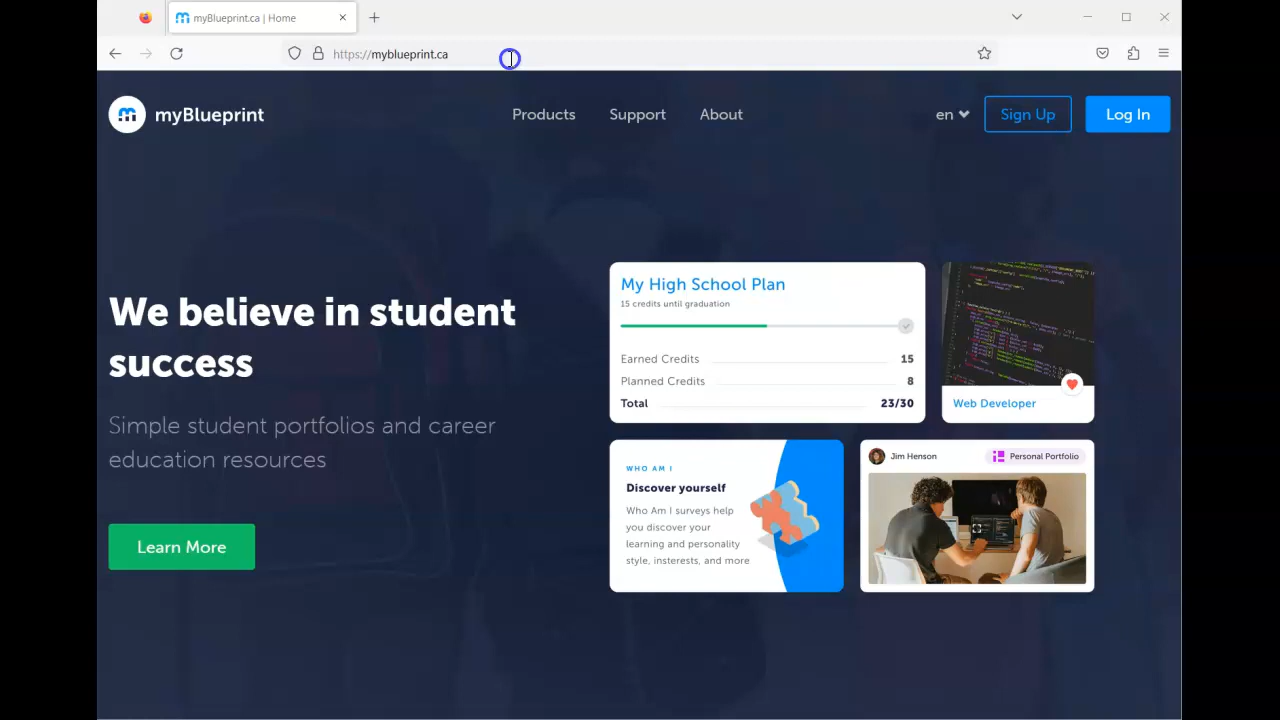 myBlueprint.ca | Home
https://myblueprint.ca
myBlueprint
Products
Support
About
en
Sign Up
Log In
We believe in student
success
Simple student portfolios and career
education resources
Learn More
My High School Plan
15 credits until graduation
Earned Credits 15
Planned Credits 8
Total 23/30
Web Developer
WHO AM I
Discover yourself
Who Am I surveys help
you discover your
learning and personality
style, insterests, and more
Jim Henson
Personal Portfolio